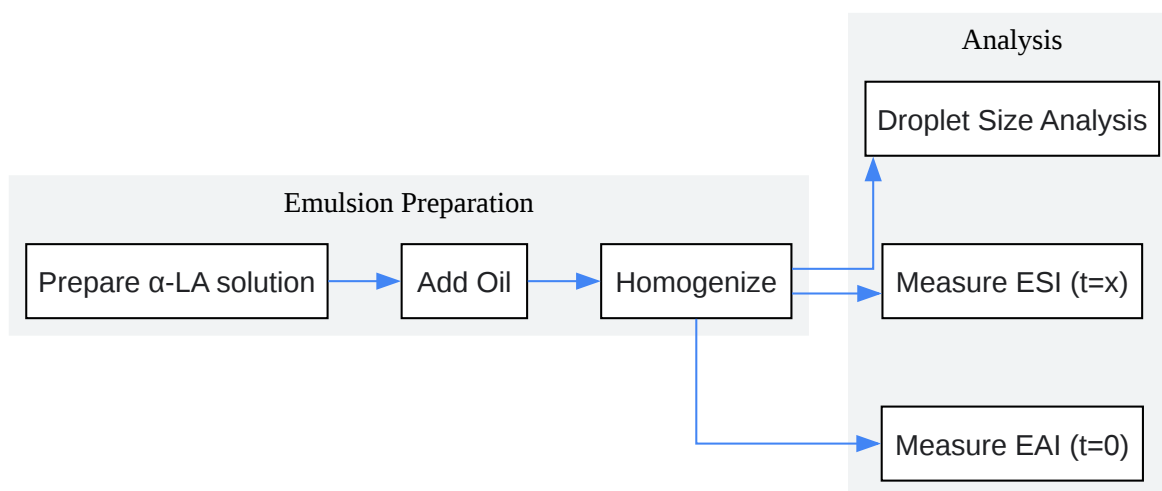 Analysis
Droplet Size Analysis
Emulsion Preparation
Prepare α-LA solution
Add Oil
Homogenize
Measure ESI (t=x)
Measure EAI (t=0)